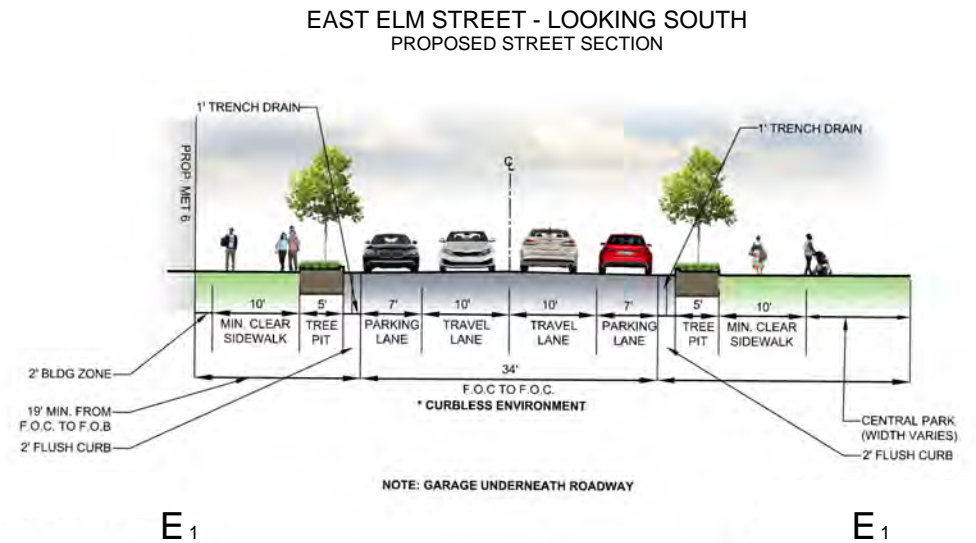 EAST ELM STREET - LOOKING SOUTH
PROPOSED STREET SECTION
1' TRENCH DRAIN
1' TRENCH DRAIN
PROP. MET 6
℄
10'
5'
7'
10'
10'
7'
5'
10'
MIN. CLEAR
SIDEWALK
TREE
PIT
PARKING
LANE
TRAVEL
LANE
TRAVEL
LANE
PARKING
LANE
TREE
PIT
MIN. CLEAR
SIDEWALK
34'
F.O.C TO F.O.C.
* CURBLESS ENVIRONMENT
2' BLDG ZONE
19' MIN. FROM
F.O.C. TO F.O.B
2' FLUSH CURB
CENTRAL PARK
(WIDTH VARIES)
2' FLUSH CURB
NOTE: GARAGE UNDERNEATH ROADWAY
E 1
E 1